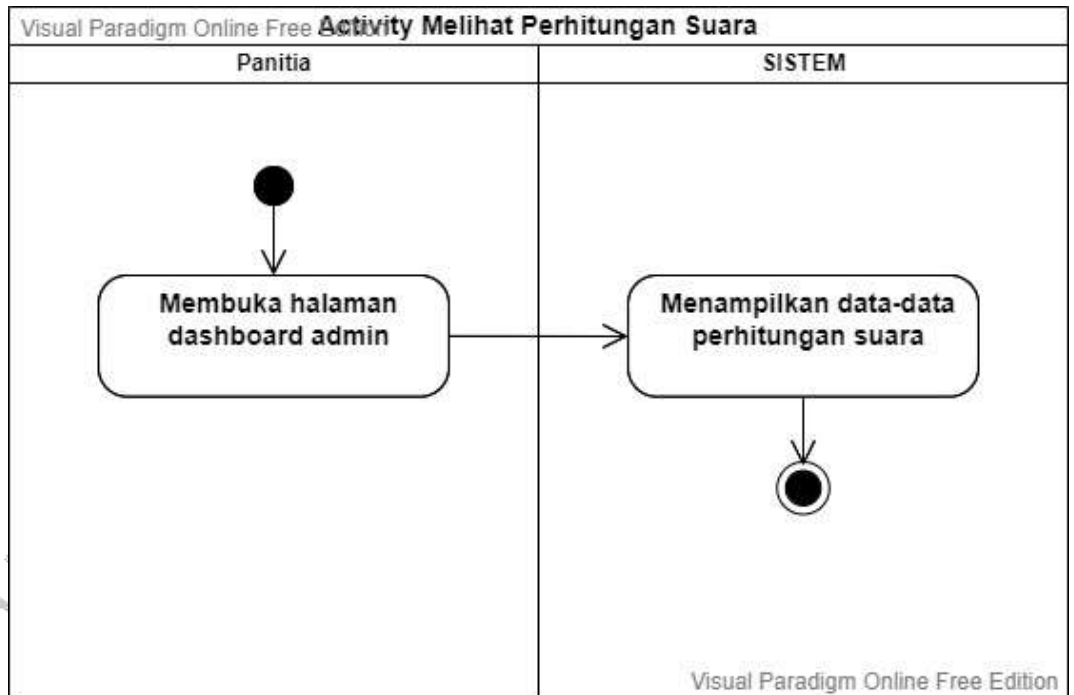 Visual Paradigm Online Free Edition
Activity Melihat Perhitungan Suara
Panitia
SISTEM
Membuka halaman
dashboard admin
Menampilkan data-data
perhitungan suara
Visual Paradigm Online Free Edition